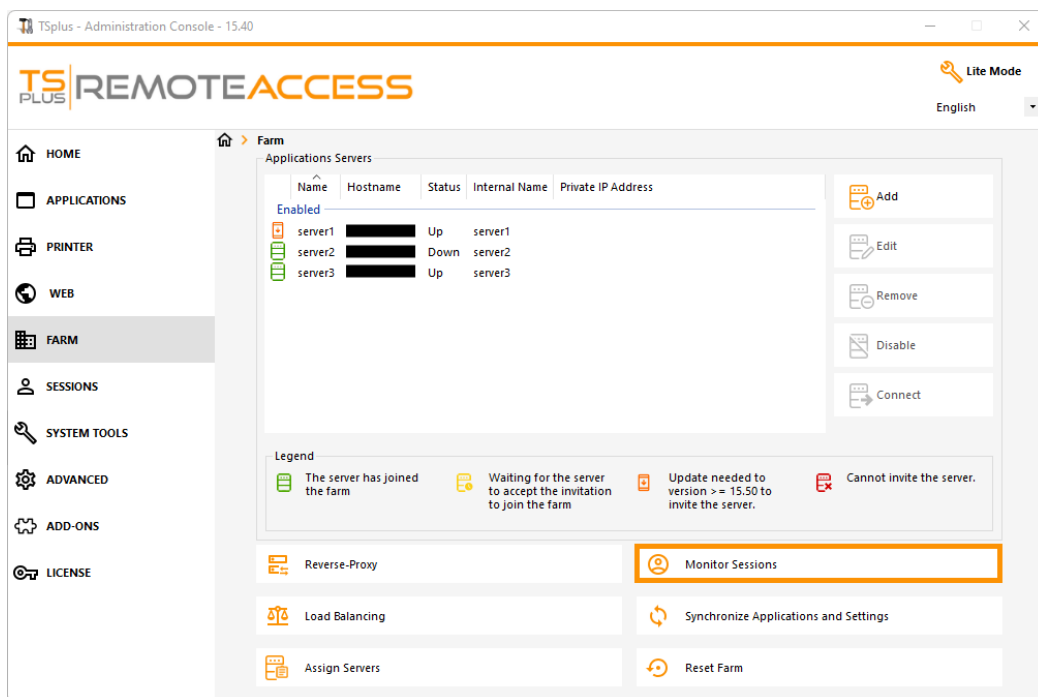 TSplus - Administration Console - 15.40
TS PLUS REMOTEACCESS
Lite Mode
English
HOME
APPLICATIONS
PRINTER
WEB
FARM
SESSIONS
SYSTEM TOOLS
ADVANCED
ADD-ONS
LICENSE
Farm
Applications Servers
Name Hostname Status Internal Name Private IP Address
Enabled
server1 Up server1
server2 Down server2
server3 Up server3
Add
Edit
Remove
Disable
Connect
Legend
The server has joined
the farm
Waiting for the server
to accept the invitation
to join the farm
Update needed to
version >= 15.50 to
invite the server.
Cannot invite the server.
Reverse-Proxy
Monitor Sessions
Load Balancing
Synchronize Applications and Settings
Assign Servers
Reset Farm